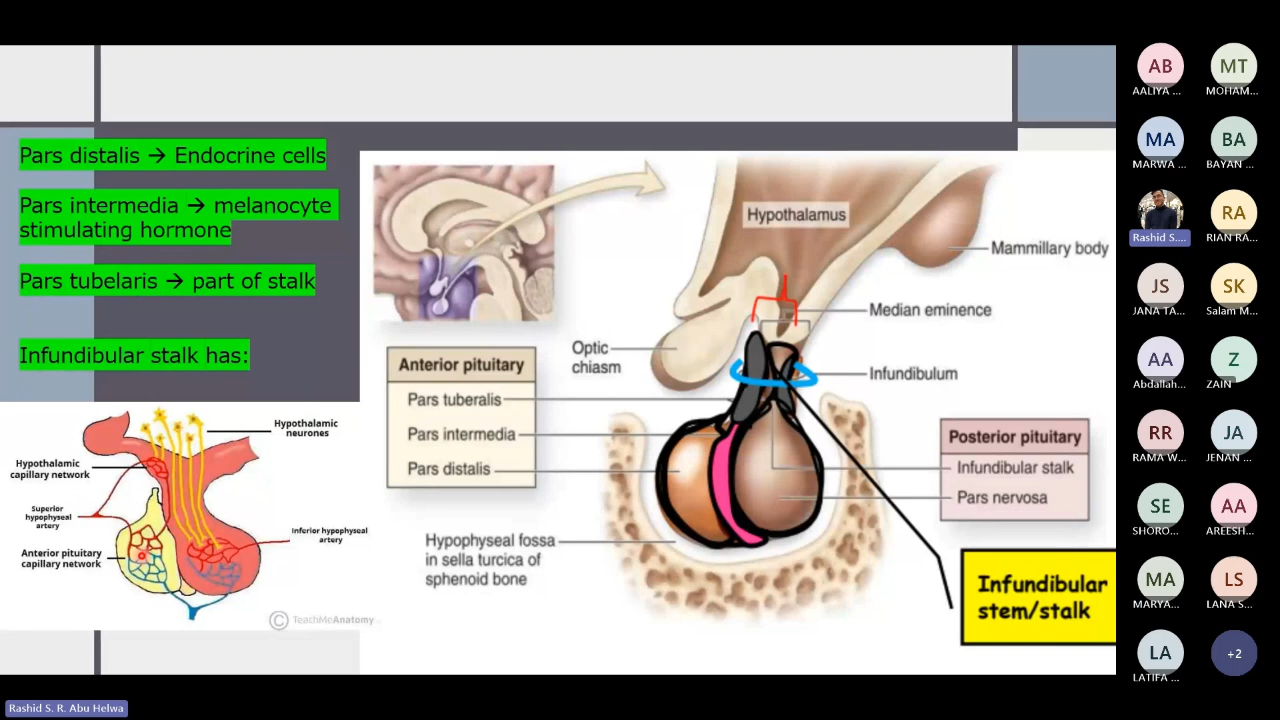 Pars distalis → Endocrine cells
Pars intermedia → melanocyte
stimulating hormone
Pars tubelaris → part of stalk
Infundibular stalk has:
Hypothalamic
neurones
Hypothalamic
capillary network
Superior
hypophyseal
artery
Inferior hypophyseal
artery
Anterior pituitary
capillary network
© TeachMeAnatomy
Hypothalamus
Mammillary body
Median eminence
Optic
chiasm
Infundibulum
Anterior pituitary
Pars tuberalis
Pars intermedia
Pars distalis
Posterior pituitary
Infundibular stalk
Pars nervosa
Hypophyseal fossa
in sella turcica of
sphenoid bone
Infundibular
stem/stalk
AB
AALIYA ...
MT
MOHAM...
MA
MARWA ...
BA
BAYAN ...
Rashid S....
RA
RIAN RA...
JS
JANA TA...
SK
Salam M...
AA
Abdallah...
Z
ZAIN
RR
RAMA W...
JA
JENAN ...
SE
SHORO...
AA
AREESH...
MA
MARYA...
LS
LANA S...
LA
LATIFA ...
+2
Rashid S. R. Abu Helwa